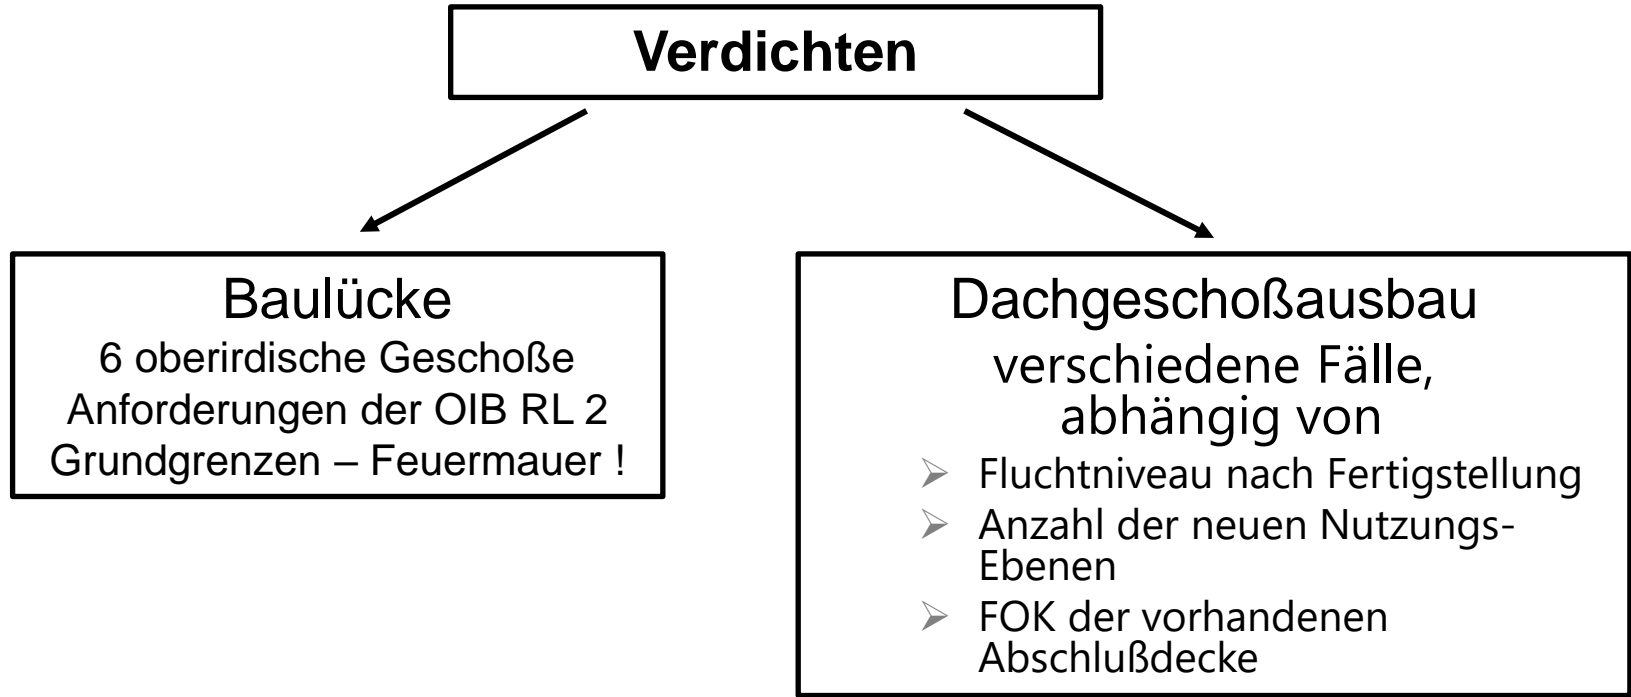 Verdichten
Baulücke
6 oberirdische Geschoße
Anforderungen der OIB RL 2
Grundgrenzen – Feuermauer !
Dachgeschoßausbau
verschiedene Fälle,
abhängig von
➢ Fluchtniveau nach Fertigstellung
➢ Anzahl der neuen Nutzungs-
Ebenen
➢ FOK der vorhandenen
Abschlußdecke